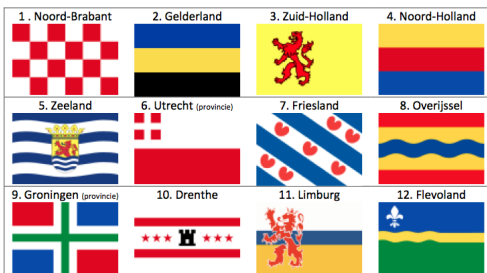 1 . Noord-Brabant
2. Gelderland
3. Zuid-Holland
4. Noord-Holland
5. Zeeland
6. Utrecht (provincie)
7. Friesland
8. Overijssel
9. Groningen (provincie)
10. Drenthe
11. Limburg
12. Flevoland